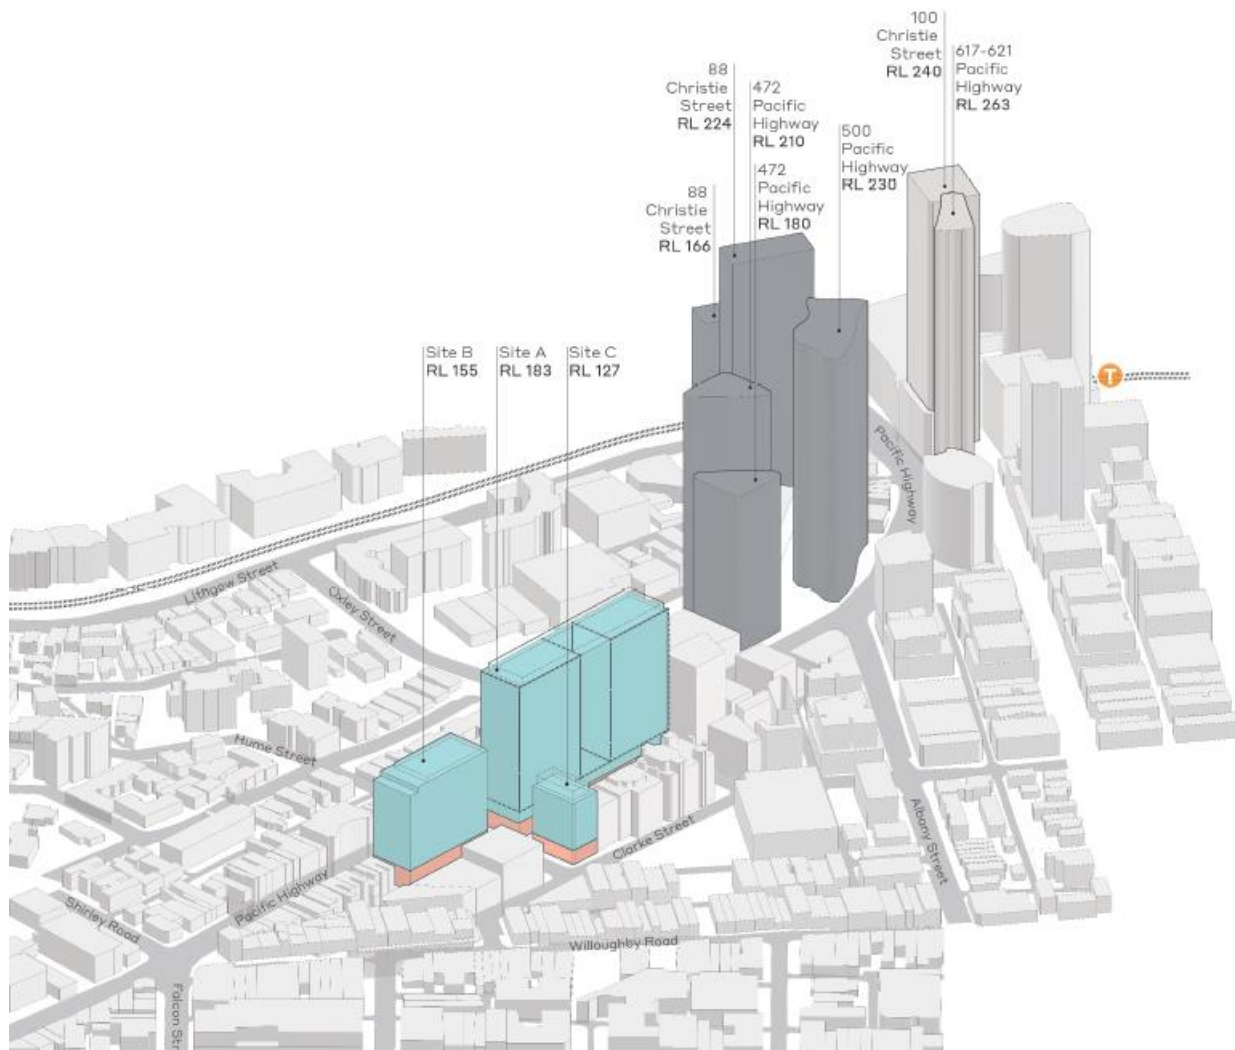 100
Christie
Street
RL 240
617-621
Pacific
Highway
RL 263
88
Christie
Street
RL 224
472
Pacific
Highway
RL 210
500
Pacific
Highway
RL 230
88
Christie
Street
RL 166
472
Pacific
Highway
RL 180
Site B
RL 155
Site A
RL 183
Site C
RL 127
T
Pacific Highway
Lithgow Street
Oxley Street
Hume Street
Clarke Street
Albany Street
Pacific Highway
Shirley Road
Willoughby Road
Falcon Str